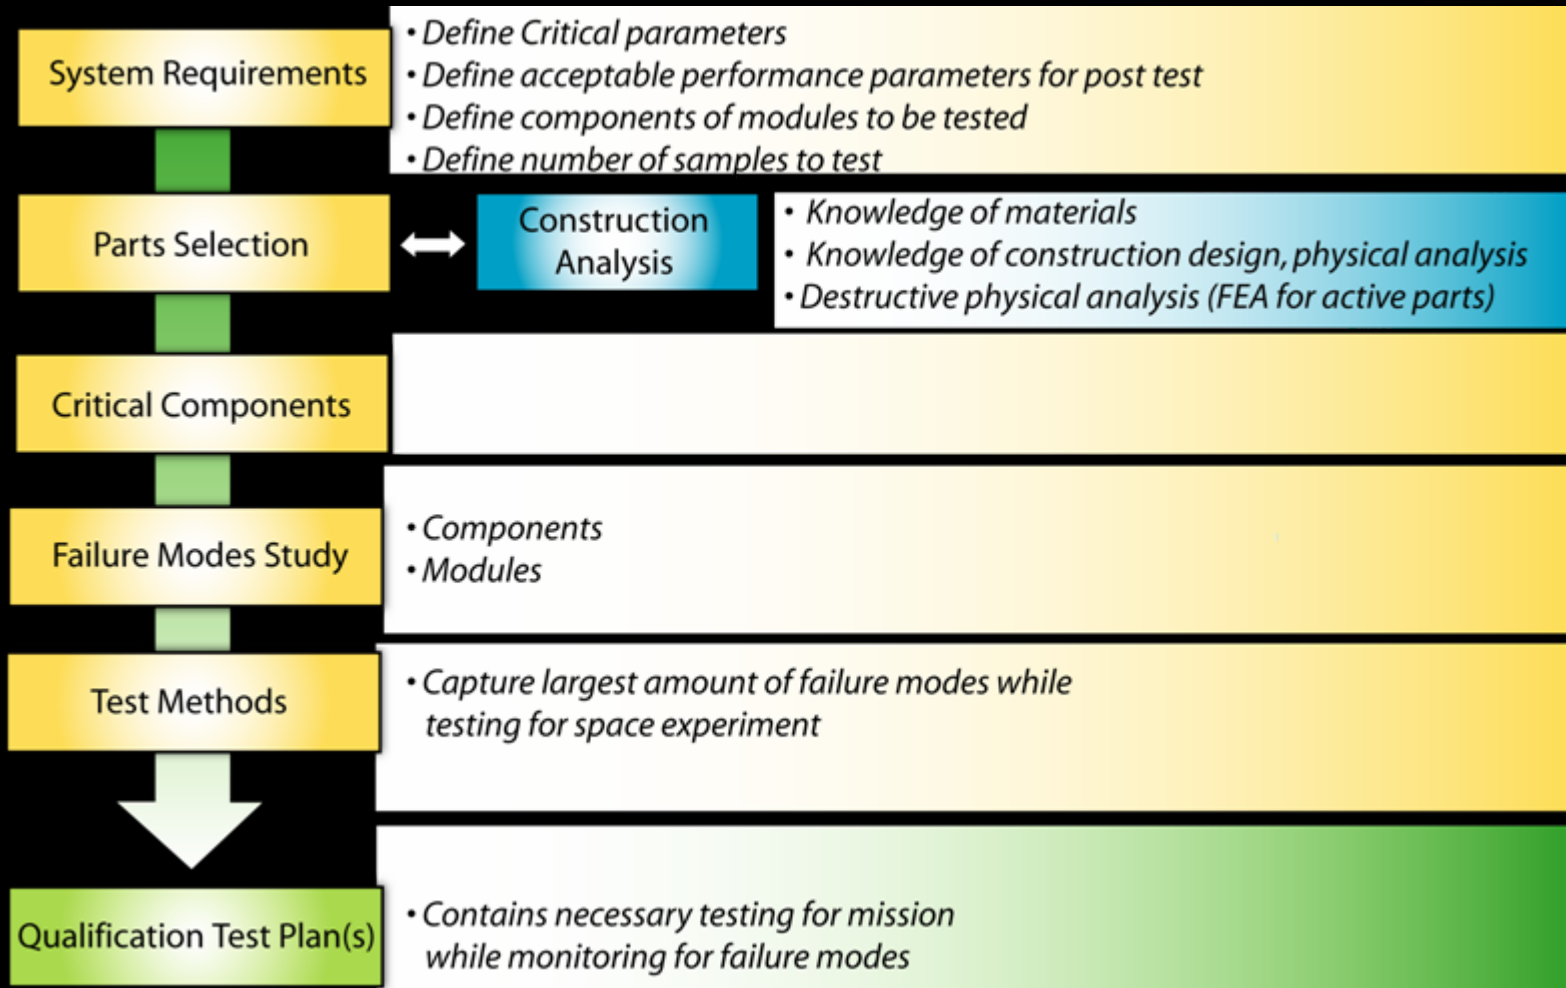 System Requirements
• Define Critical parameters
• Define acceptable performance parameters for post test
• Define components of modules to be tested
• Define number of samples to test
Parts Selection
Construction
Analysis
• Knowledge of materials
• Knowledge of construction design, physical analysis
• Destructive physical analysis (FEA for active parts)
Critical Components
Failure Modes Study
• Components
• Modules
Test Methods
• Capture largest amount of failure modes while
testing for space experiment
Qualification Test Plan(s)
• Contains necessary testing for mission
while monitoring for failure modes